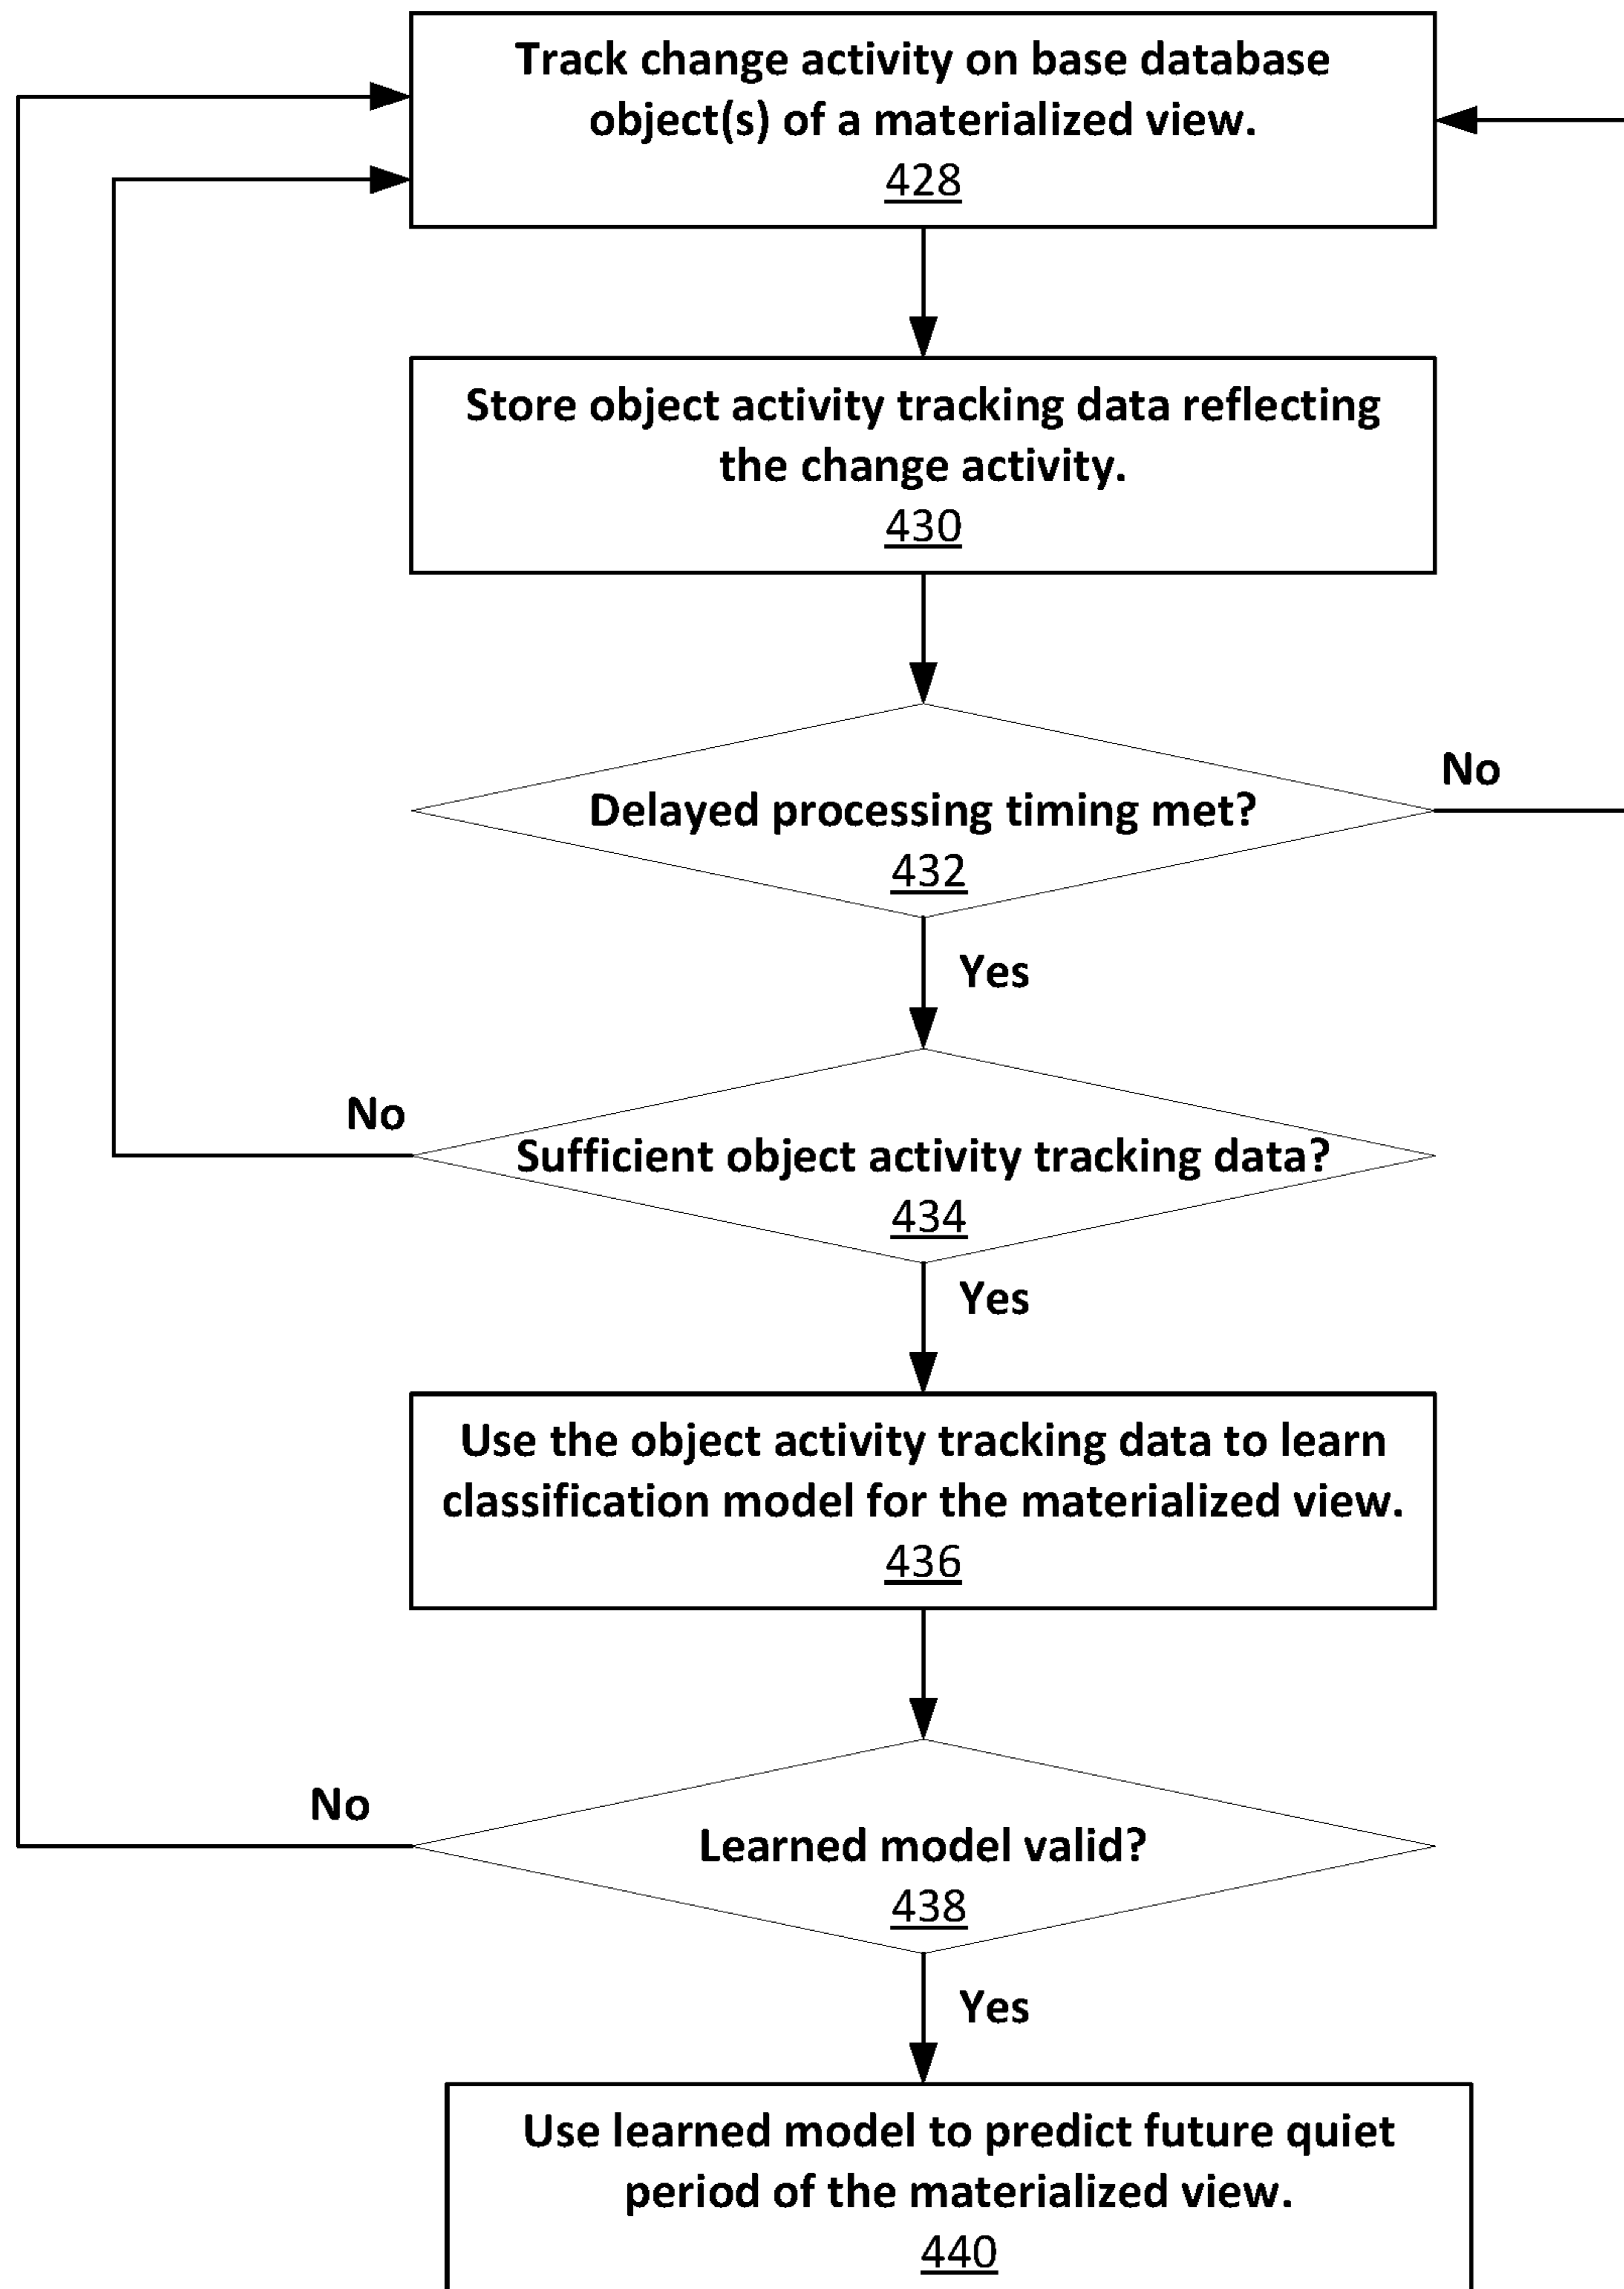 Track change activity on base database
object(s) of a materialized view.
428
Store object activity tracking data reflecting
the change activity.
430
Delayed processing timing met?
432
No
Yes
Sufficient object activity tracking data?
434
No
Yes
Use the object activity tracking data to learn
classification model for the materialized view.
436
Learned model valid?
438
No
Yes
Use learned model to predict future quiet
period of the materialized view.
440